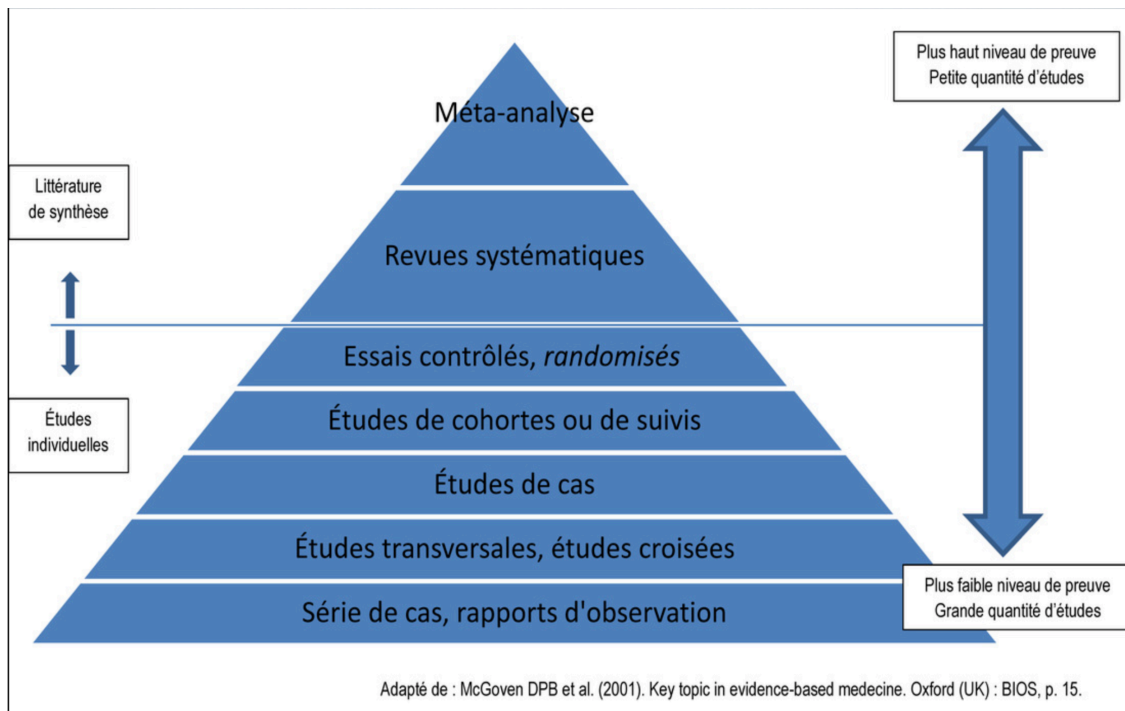 Plus haut niveau de preuve
Petite quantité d'études
Méta-analyse
Littérature
de synthèse
Revues systématiques
Essais contrôlés, randomisés
Études de cohortes ou de suivis
Études
individuelles
Études de cas
Études transversales, études croisées
Plus faible niveau de preuve
Grande quantité d'études
Série de cas, rapports d'observation
Adapté de : McGoven DPB et al. (2001). Key topic in evidence-based medecine. Oxford (UK) : BIOS, p. 15.